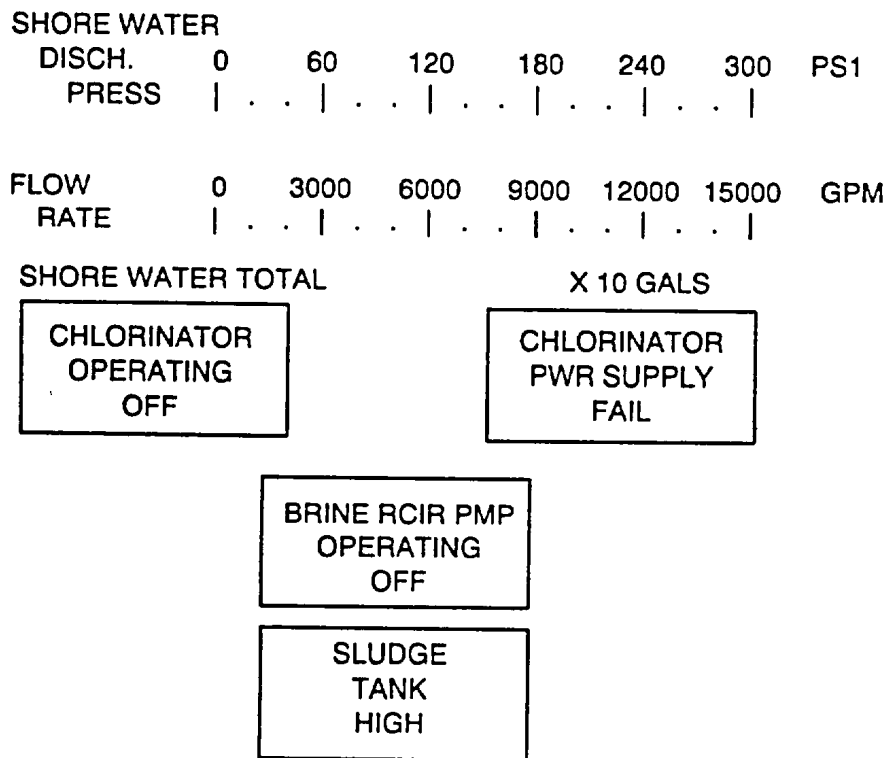 SHORE WATER
DISCH. 0 60 120 180 240 300 PS1
PRESS | . . | . . | . . | . . | . . |
FLOW 0 3000 6000 9000 12000 15000 GPM
RATE | . . | . . | . . | . . | . . |
SHORE WATER TOTAL X 10 GALS
CHLORINATOR
OPERATING
OFF
CHLORINATOR
PWR SUPPLY
FAIL
BRINE RCIR PMP
OPERATING
OFF
SLUDGE
TANK
HIGH